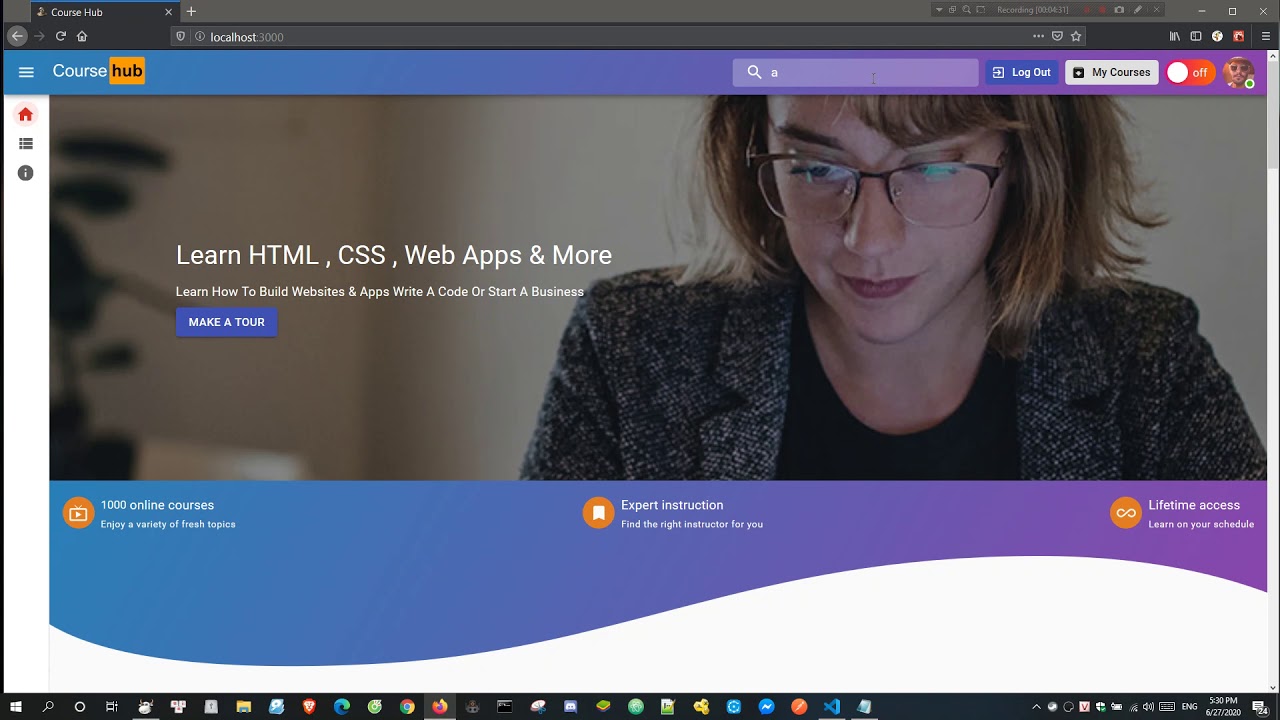 Course Hub
Recording [00:04:31]
localhost:3000
Course hub
a
Log Out
My Courses
off
Learn HTML , CSS , Web Apps & More
Learn How To Build Websites & Apps Write A Code Or Start A Business
MAKE A TOUR
1000 online courses
Enjoy a variety of fresh topics
Expert instruction
Find the right instructor for you
Lifetime access
Learn on your schedule
ENG
5:30 PM
6/27/2020